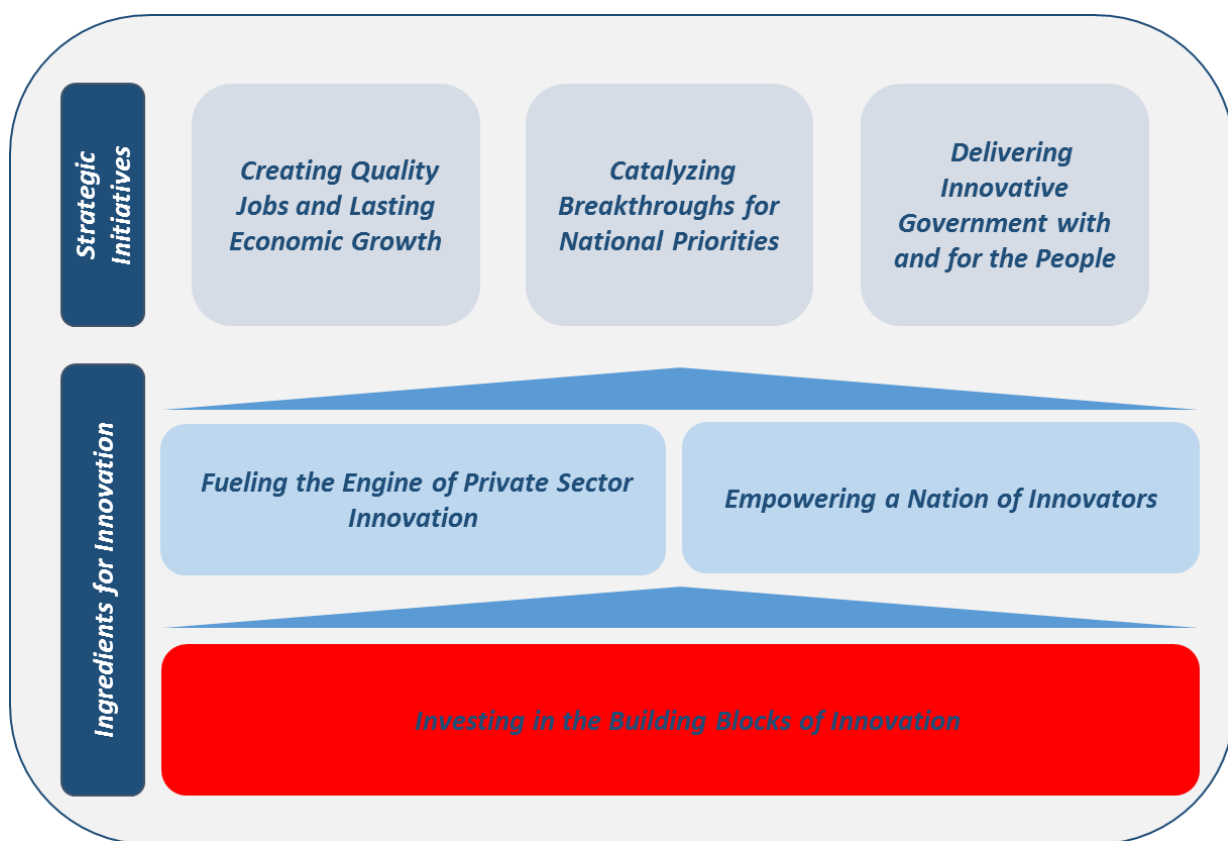 Strategic
Initiatives
Creating Quality
Jobs and Lasting
Economic Growth
Catalyzing
Breakthroughs for
National Priorities
Delivering
Innovative
Government with
and for the People
Ingredients for Innovation
Fueling the Engine of Private Sector
Innovation
Empowering a Nation of Innovators
Investing in the Building Blocks of Innovation